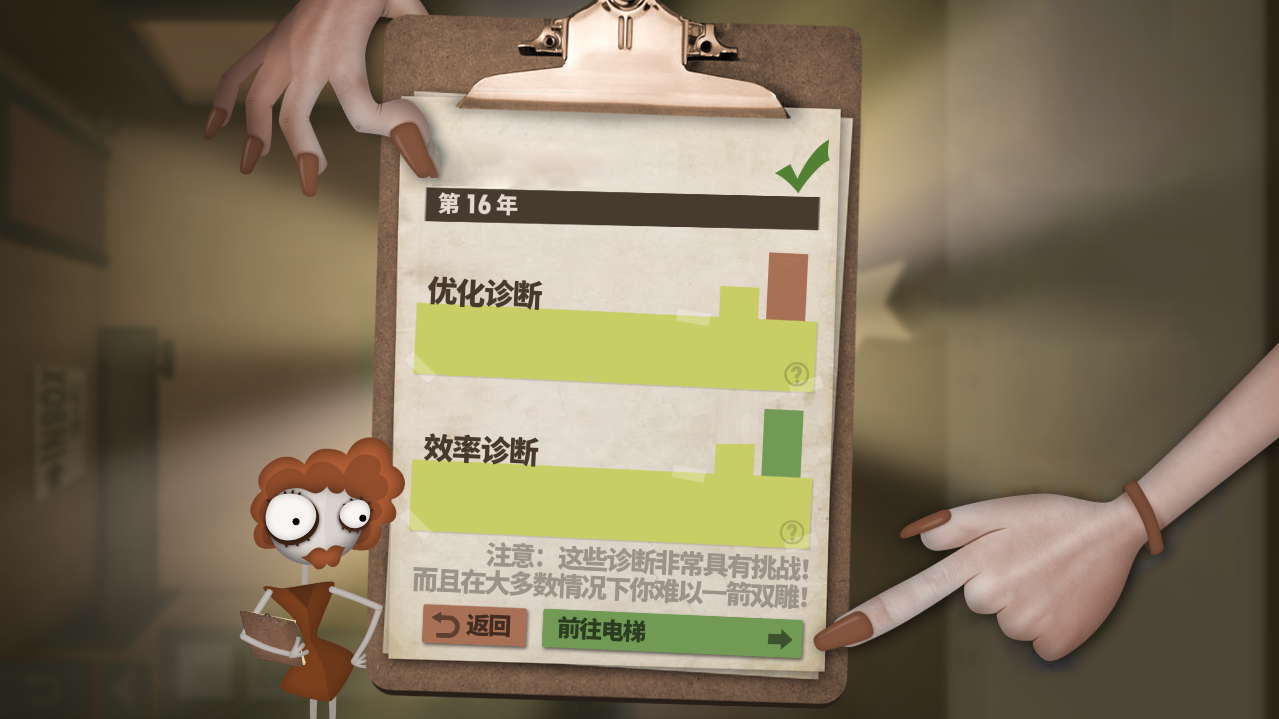 第 16 年
优化诊断
?
效率诊断
?
注意：这些诊断非常具有挑战!
而且在大多数情况下你难以一箭双雕!
返回
前往电梯
INBOX